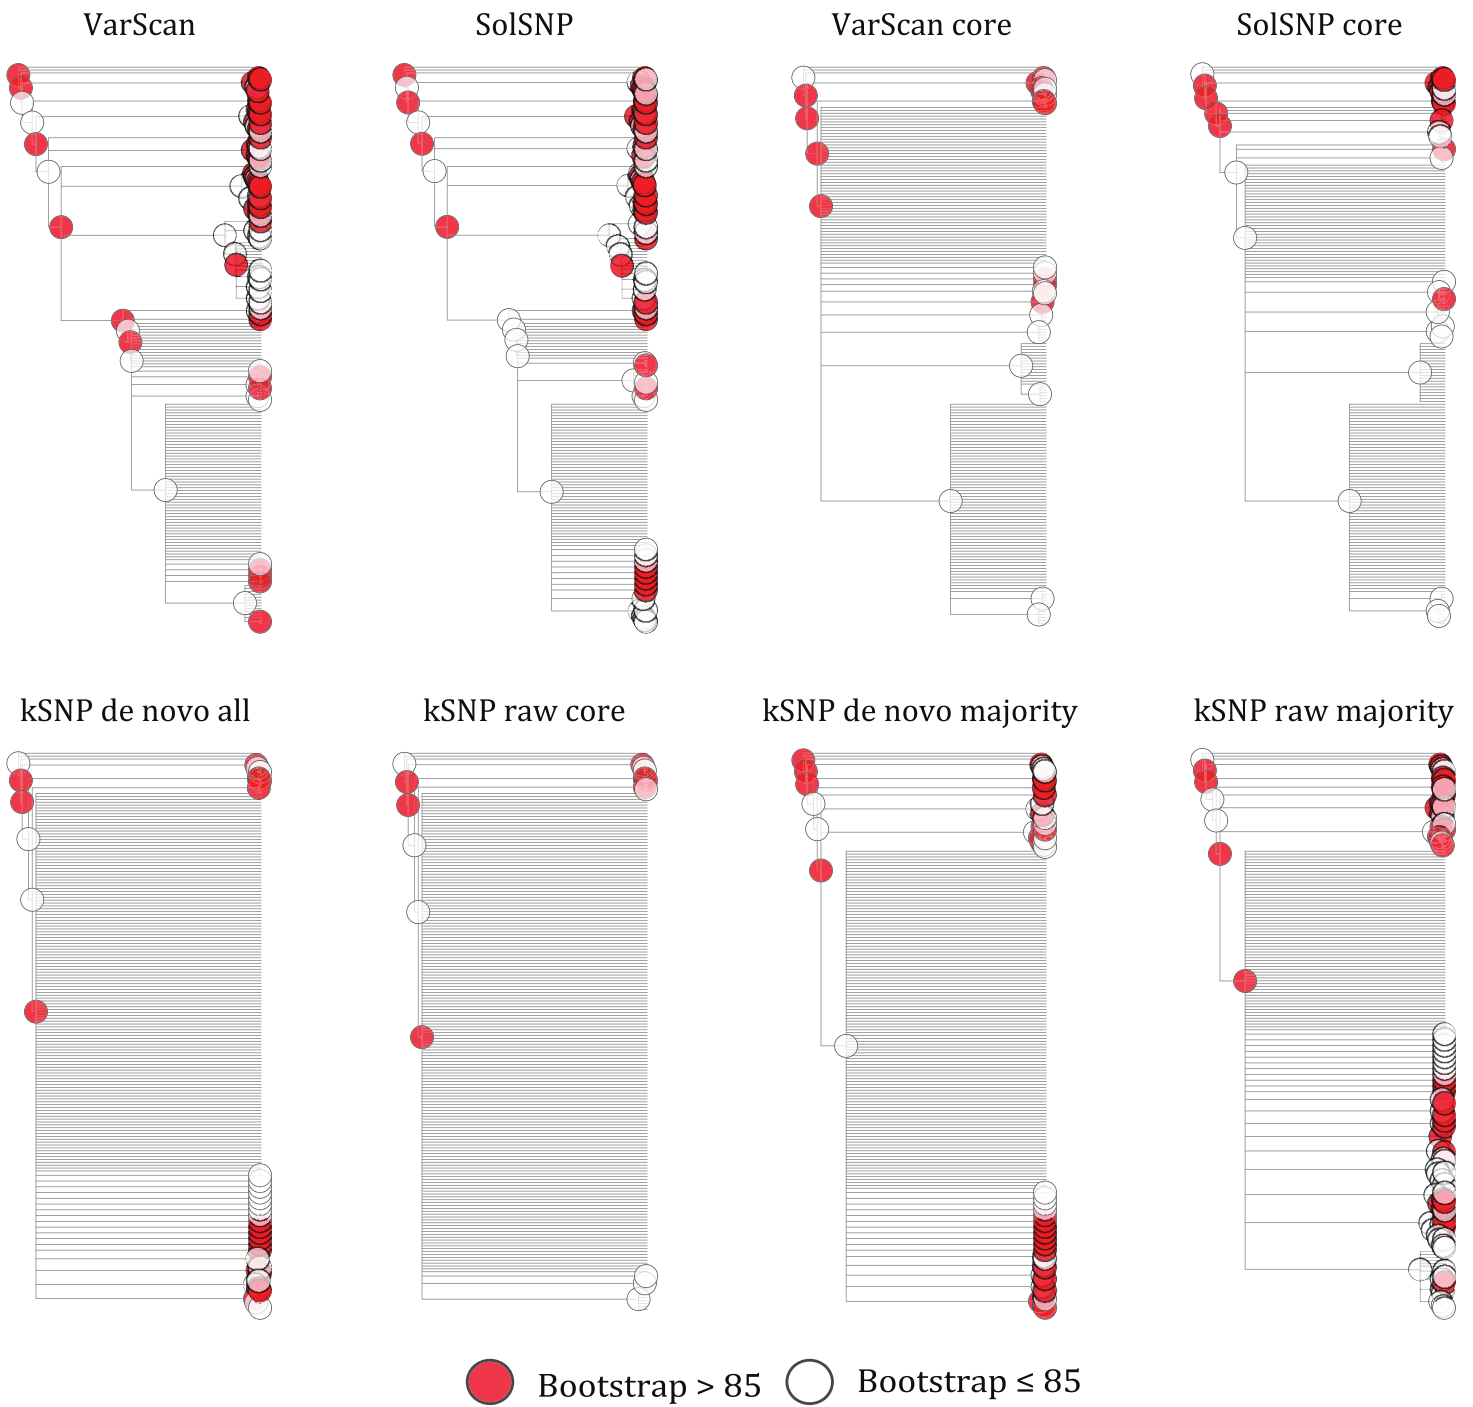 VarScan
SolSNP
VarScan core
SolSNP core
kSNP de novo all
kSNP raw core
kSNP de novo majority
kSNP raw majority
Bootstrap > 85
Bootstrap ≤ 85